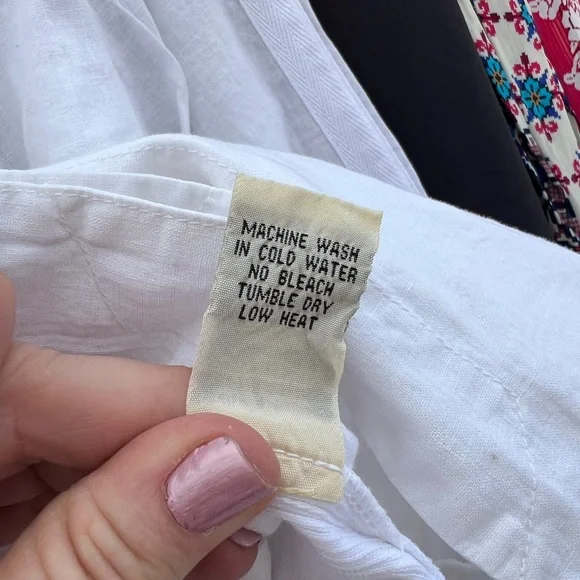 MACHINE WASH
IN COLD WATER
NO BLEACH
TUMBLE DRY
LOW HEAT